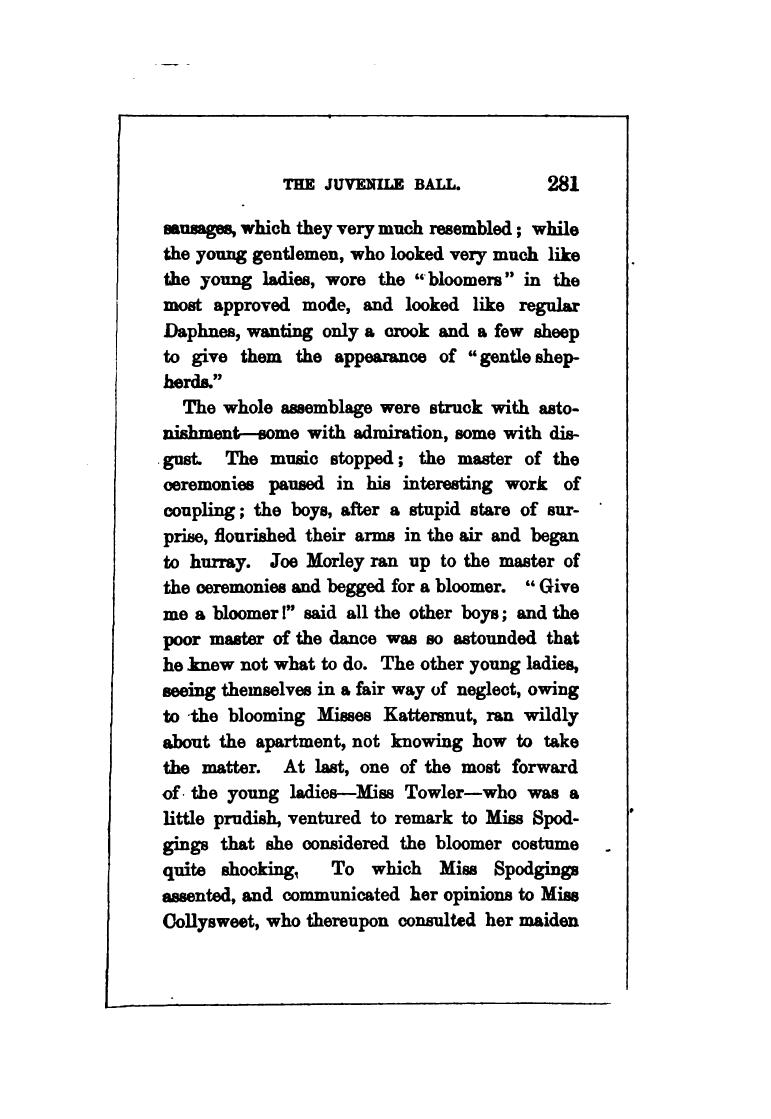 THE JUVENILE BALL. 281
sausages, which they very much resembled; while
the young gentlemen, who looked very much like
the young ladies, wore the “bloomers” in the
most approved mode, and looked like regular
Daphnes, wanting only a crook and a few sheep
to give them the appearance of “gentle shep-
herds.”
The whole assemblage were struck with asto-
nishment—some with admiration, some with dis-
gust. The music stopped; the master of the
ceremonies paused in his interesting work of
coupling; the boys, after a stupid stare of sur-
prise, flourished their arms in the air and began
to hurray. Joe Morley ran up to the master of
the ceremonies and begged for a bloomer. “Give
me a bloomer!” said all the other boys; and the
poor master of the dance was so astounded that
he knew not what to do. The other young ladies,
seeing themselves in a fair way of neglect, owing
to the blooming Misses Kattersnut, ran wildly
about the apartment, not knowing how to take
the matter. At last, one of the most forward
of the young ladies—Miss Towler—who was a
little prudish, ventured to remark to Miss Spod-
gings that she considered the bloomer costume
quite shocking, To which Miss Spodgings
assented, and communicated her opinions to Miss
Collysweet, who thereupon consulted her maiden